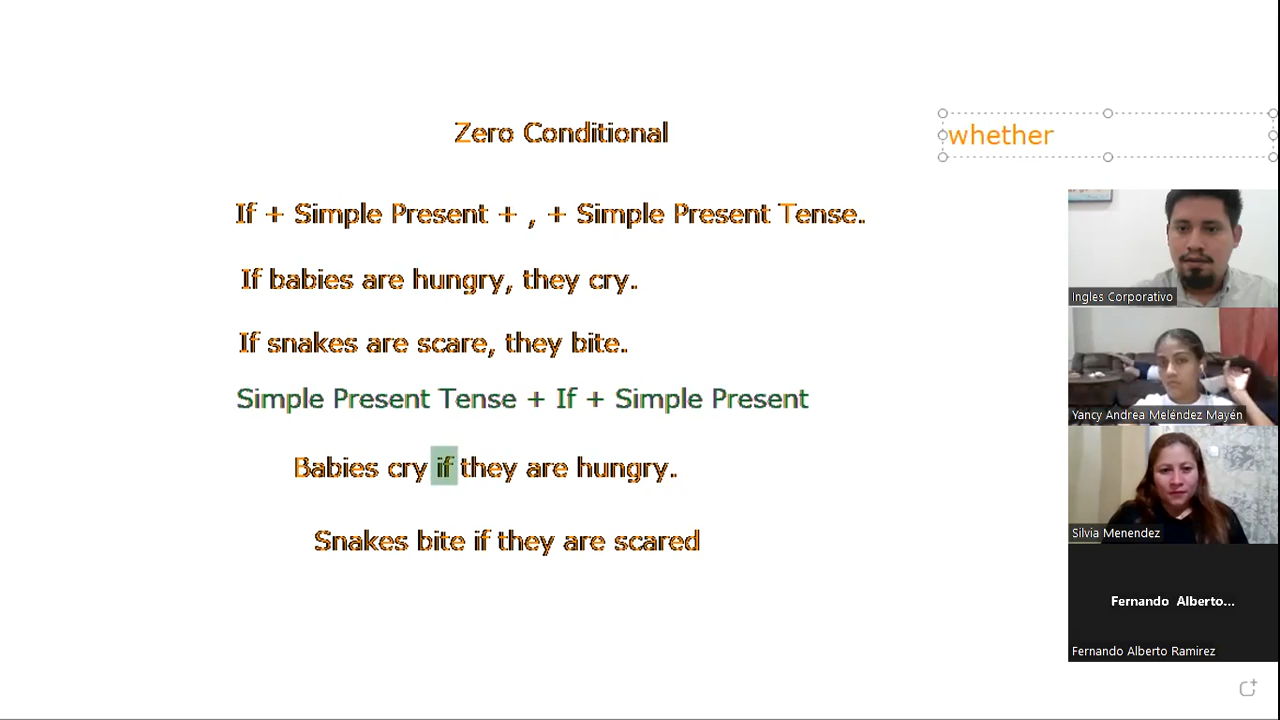 Zero Conditional
whether
If + Simple Present + , + Simple Present Tense.
If babies are hungry, they cry.
If snakes are scare, they bite.
Simple Present Tense + If + Simple Present
Babies cry if they are hungry.
Snakes bite if they are scared
Ingles Corporativo
Yancy Andrea Meléndez Mayén
Silvia Menendez
Fernando Alberto...
Fernando Alberto Ramirez